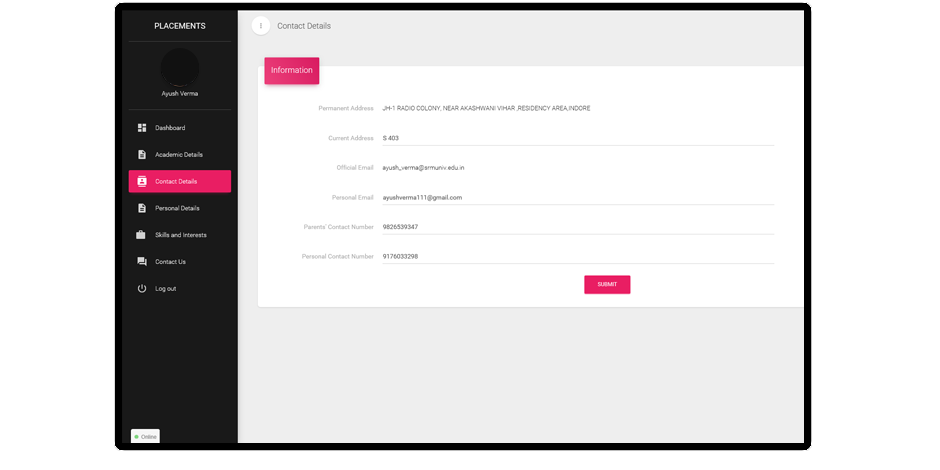 PLACEMENTS
Ayush Verma
Dashboard
Academic Details
Contact Details
Personal Details
Skills and Interests
Contact Us
Log out
Online
Contact Details
Information
Permanent Address JH-1 RADIO COLONY, NEAR AKASHWANI VIHAR ,RESIDENCY AREA,INDORE
Current Address S 403
Official Email ayush_verma@srmuniv.edu.in
Personal Email ayushverma111@gmail.com
Parents' Contact Number 9826539347
Personal Contact Number 9176033298
SUBMIT